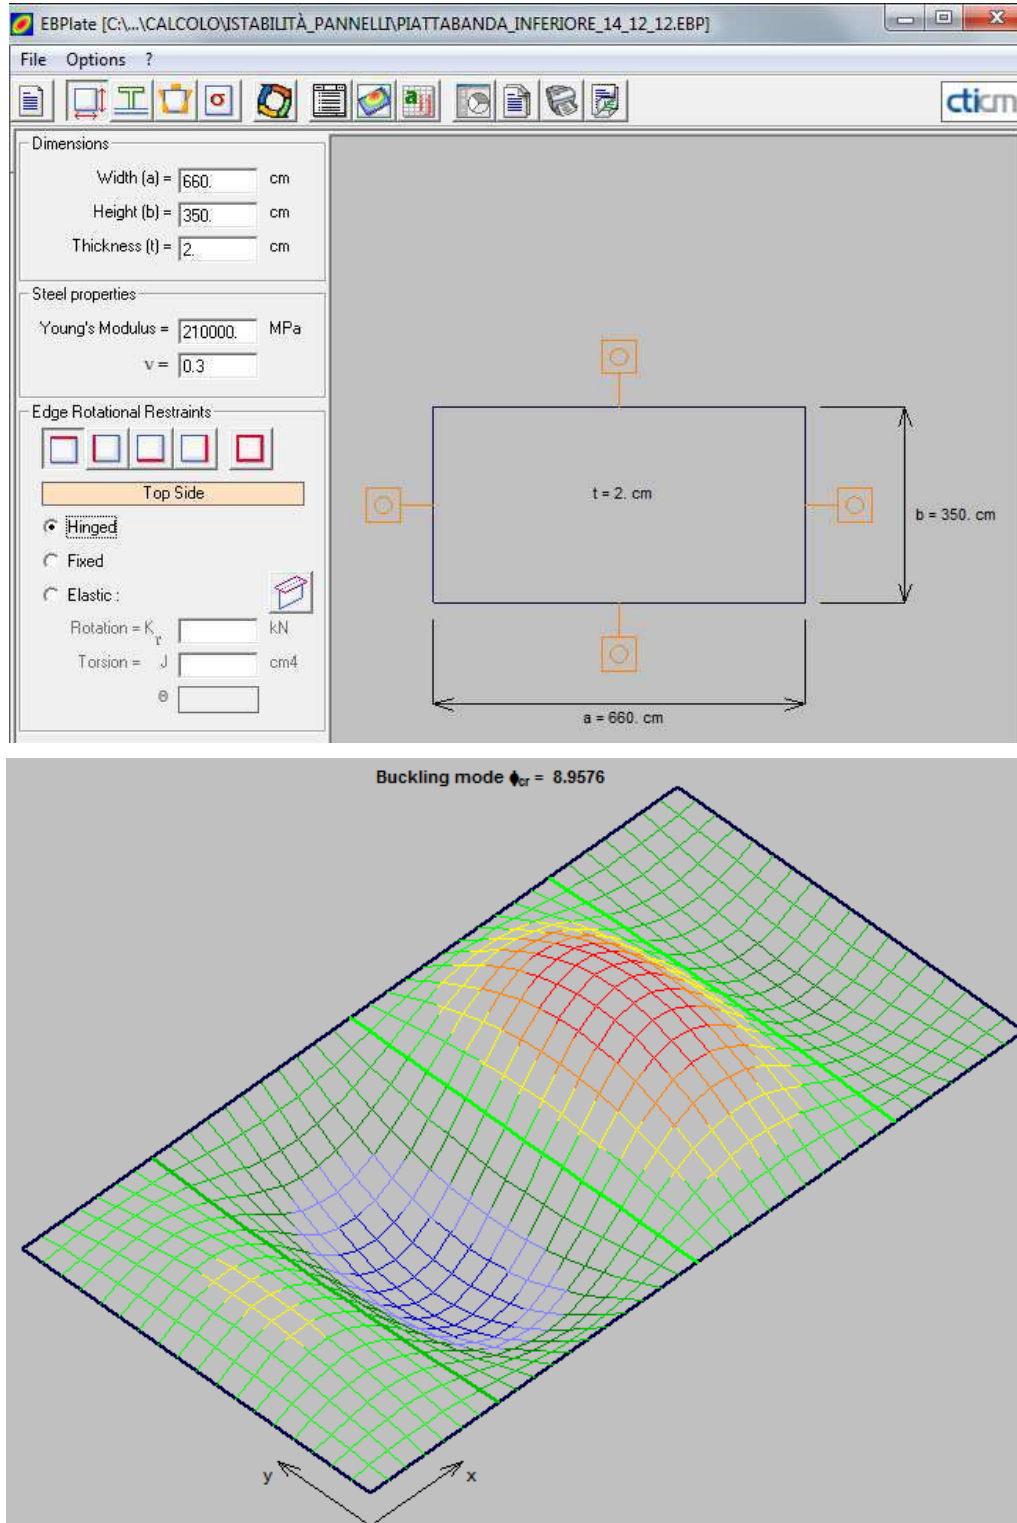 EBPlate [C:\...\CALCOLO\ISTABILITÀ_PANNELLI\PIATTABANDA_INFERIORE_14_12_12.EBP]
File Options ?
σ
a ij
cticm
Dimensions
Width (a) = 660. cm
Height (b) = 350. cm
Thickness (t) = 2. cm
Steel properties
Young's Modulus = 210000. MPa
ν = 0.3
Edge Rotational Restraints
Top Side
Hinged
Fixed
Elastic :
Rotation = Kr kN
Torsion = J cm4
Θ
t = 2. cm
b = 350. cm
a = 660. cm
Buckling mode ϕcr = 8.9576
y x